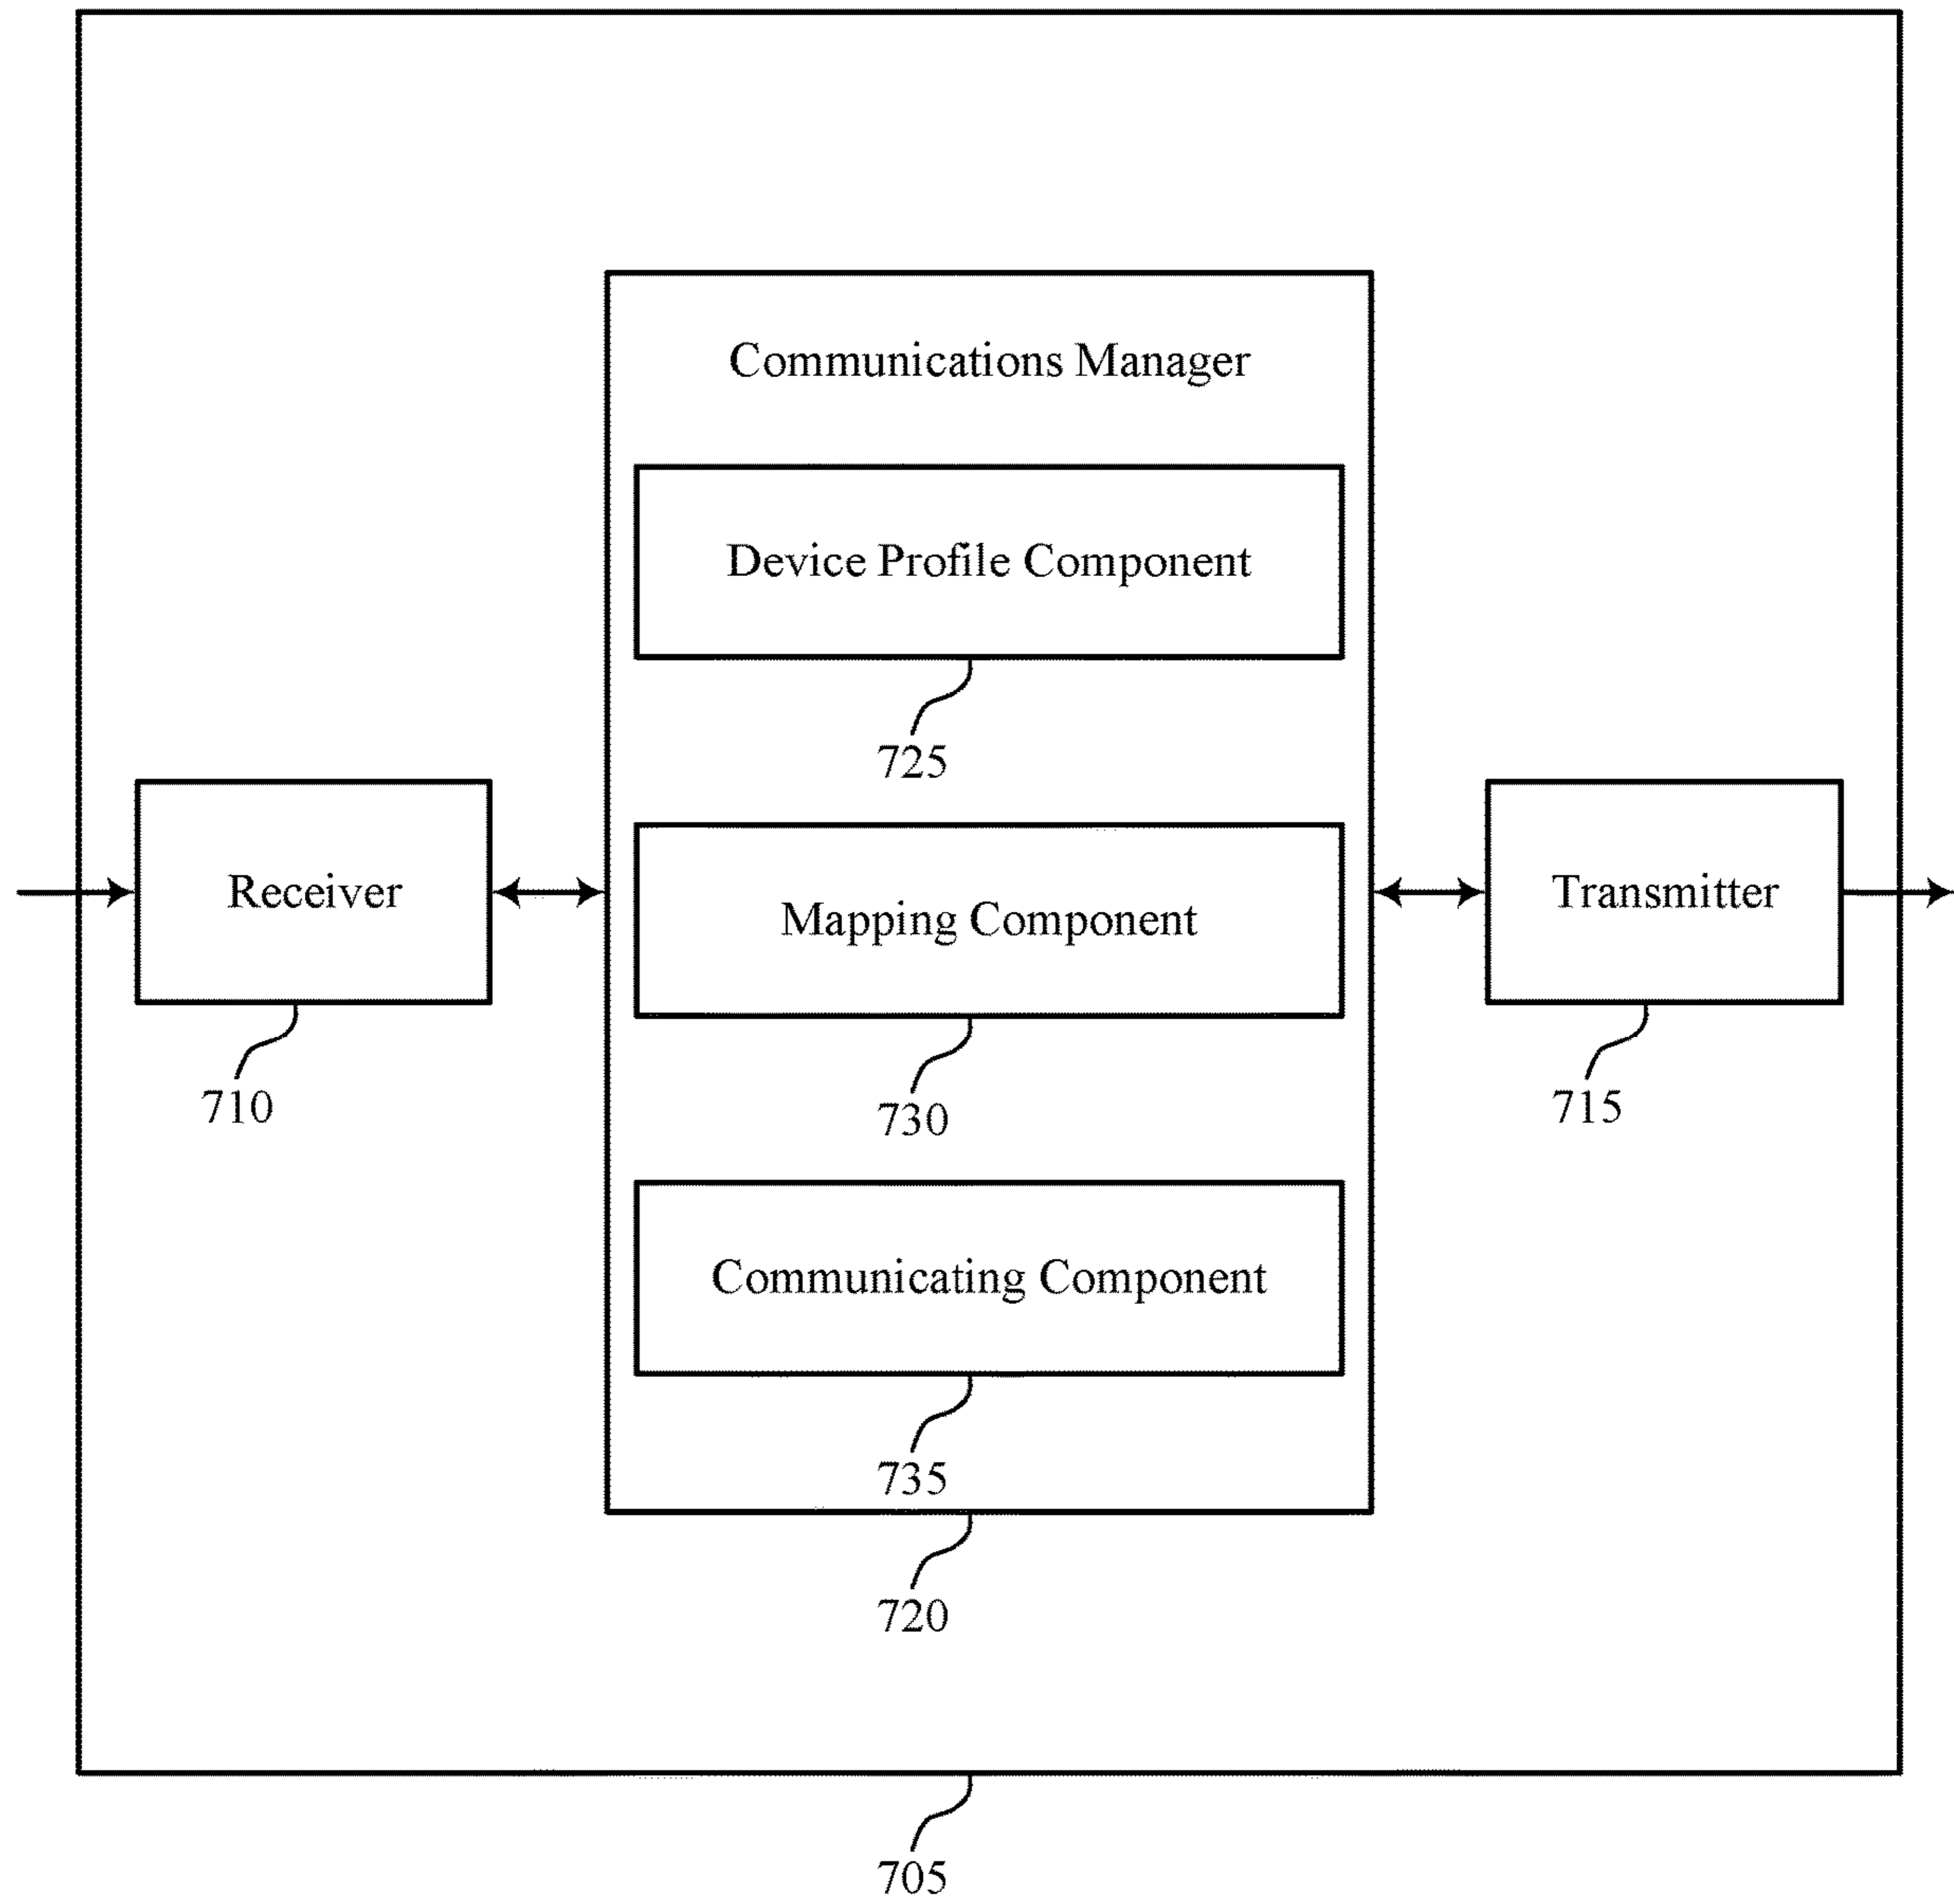 Communications Manager
Device Profile Component
725
Receiver
710
Mapping Component
730
Transmitter
715
Communicating Component
735
720
705